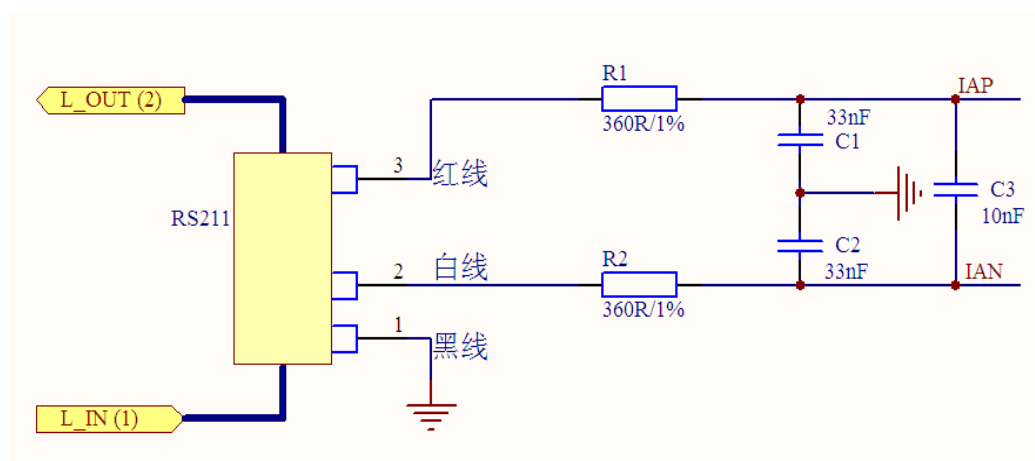 R1
L_OUT (2)
IAP
360R/1%
33nF
C1
3
红线
RS211
C3
10nF
C2
33nF
2
白线
R2
IAN
360R/1%
1
黑线
L_IN (1)